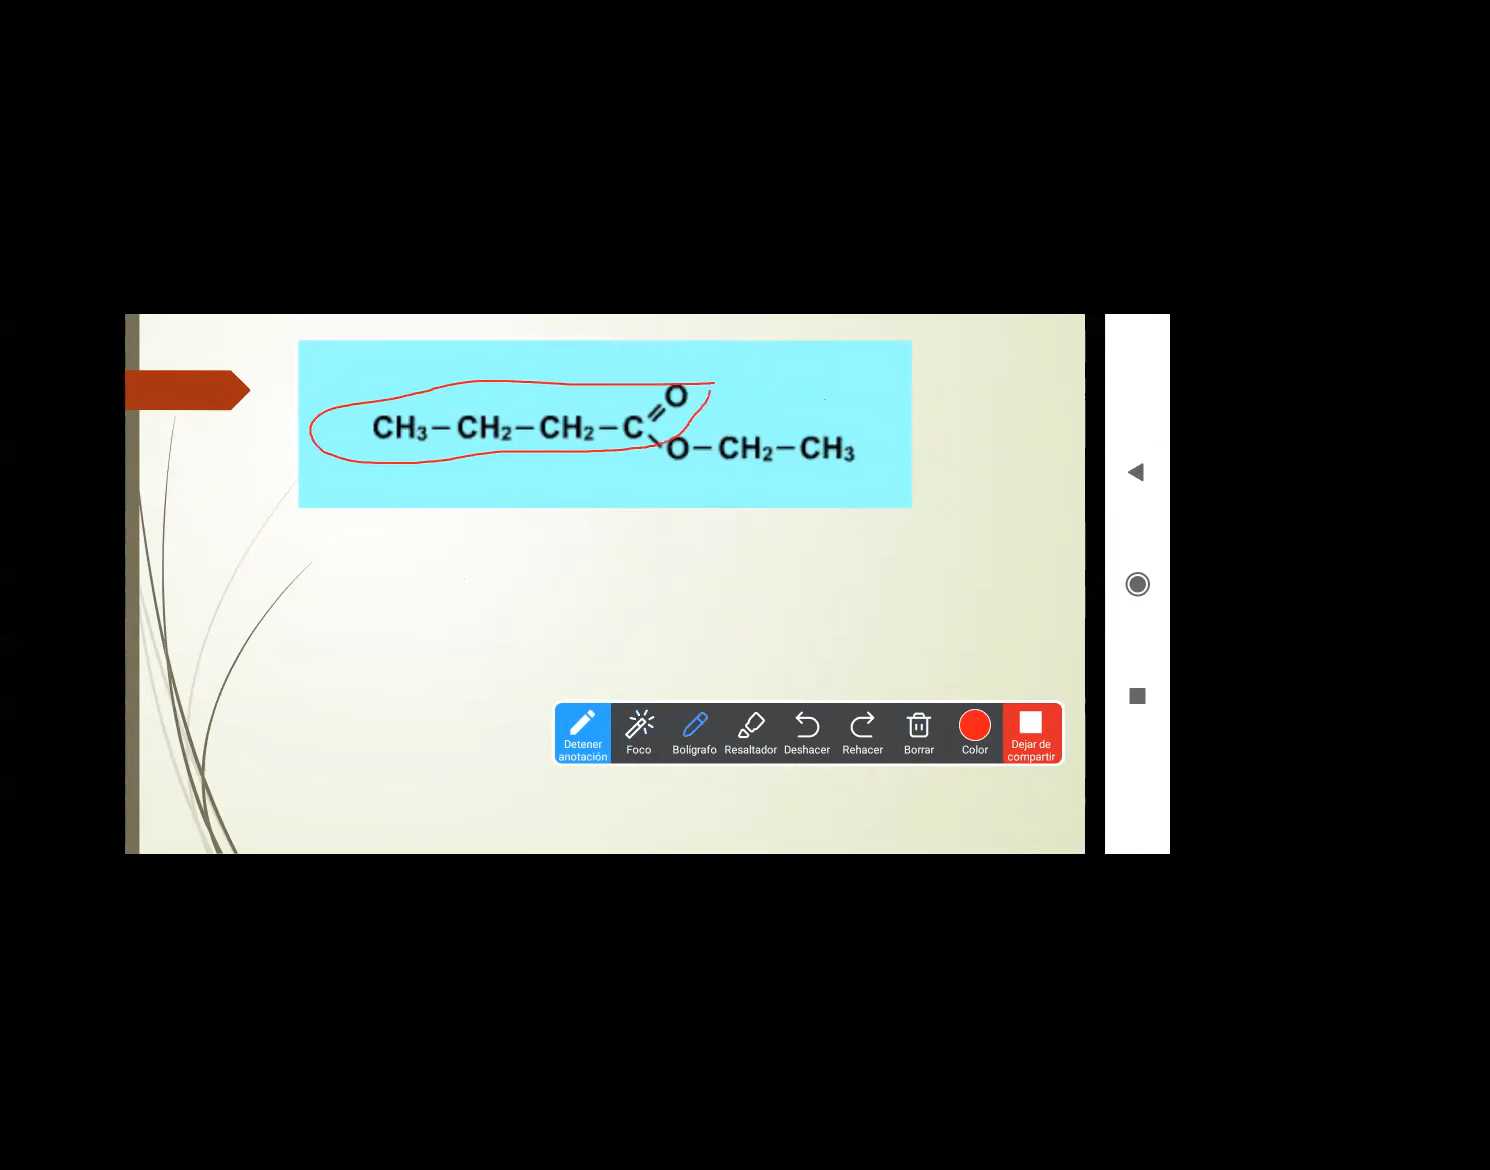 O
CH₃–CH₂–CH₂–C
O–CH₂–CH₃
Detener anotación
Foco
Bolígrafo
Resaltador
Deshacer
Rehacer
Borrar
Color
Dejar de compartir